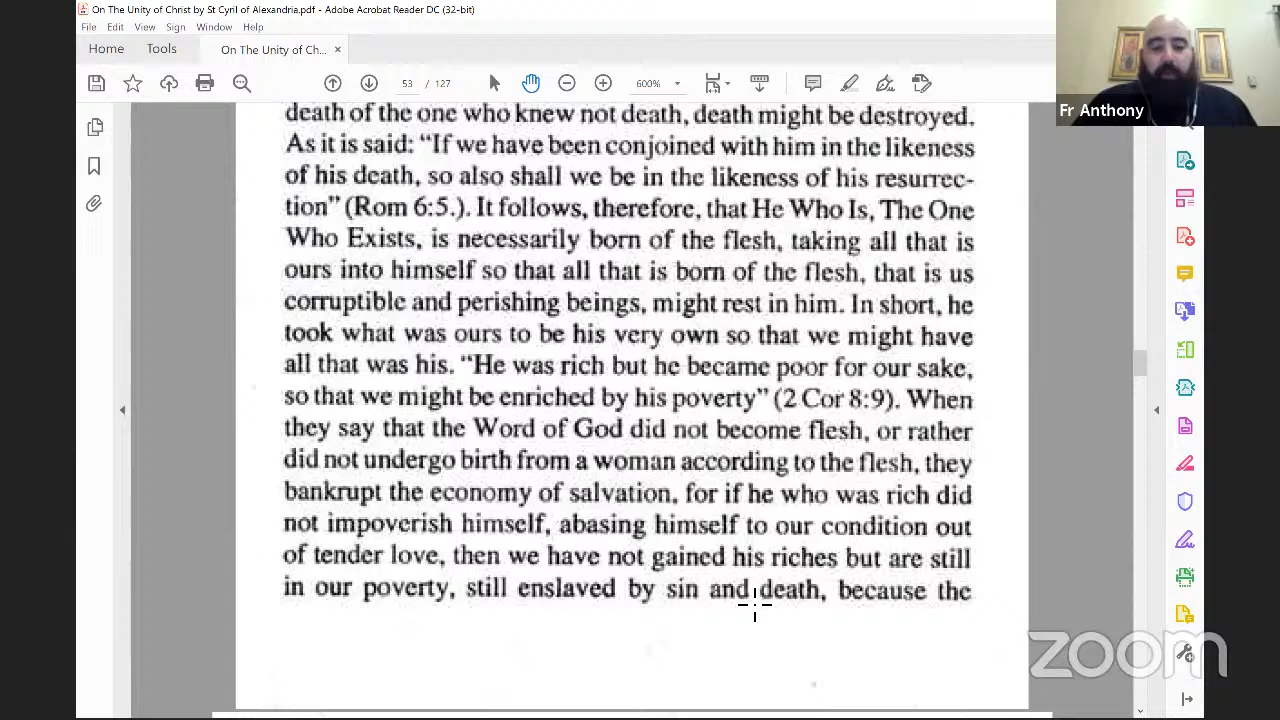 On The Unity of Christ by St Cyril of Alexandria.pdf - Adobe Acrobat Reader DC (32-bit)
File Edit View Sign Window Help
Home Tools On The Unity of Ch... ×
53 / 127 600%
Fr Anthony
death of the one who knew not death, death might be destroyed.
As it is said: “If we have been conjoined with him in the likeness
of his death, so also shall we be in the likeness of his resurrec-
tion” (Rom 6:5.). It follows, therefore, that He Who Is, The One
Who Exists, is necessarily born of the flesh, taking all that is
ours into himself so that all that is born of the flesh, that is us
corruptible and perishing beings, might rest in him. In short, he
took what was ours to be his very own so that we might have
all that was his. “He was rich but he became poor for our sake,
so that we might be enriched by his poverty” (2 Cor 8:9). When
they say that the Word of God did not become flesh, or rather
did not undergo birth from a woman according to the flesh, they
bankrupt the economy of salvation, for if he who was rich did
not impoverish himself, abasing himself to our condition out
of tender love, then we have not gained his riches but are still
in our poverty, still enslaved by sin and death, because the
zoom